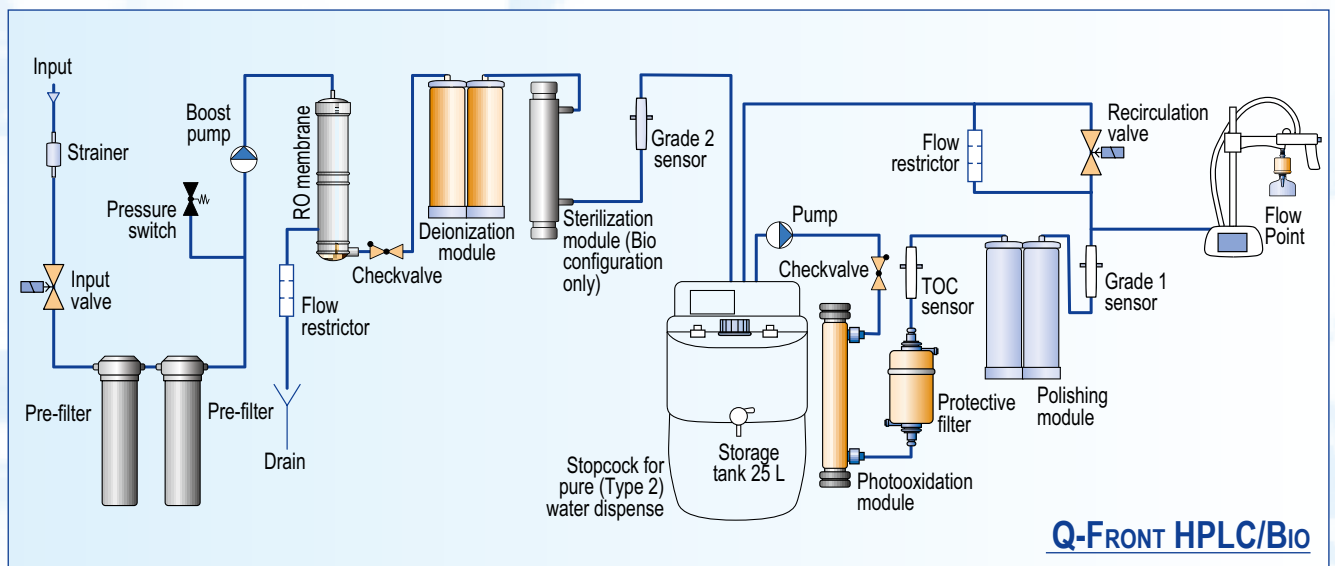 Input
Strainer
Pressure
switch
Input
valve
Pre-filter
Pre-filter
Boost
pump
RO membrane
Flow
restrictor
Drain
Checkvalve
Deionization
module
Sterilization
module (Bio
configuration
only)
Grade 2
sensor
Stopcock for
pure (Type 2)
water dispense
Storage
tank 25 L
Pump
Checkvalve
Photooxidation
module
TOC
sensor
Protective
filter
Polishing
module
Grade 1
sensor
Flow
restrictor
Recirculation
valve
Flow
Point
Q-Front HPLC/Bio